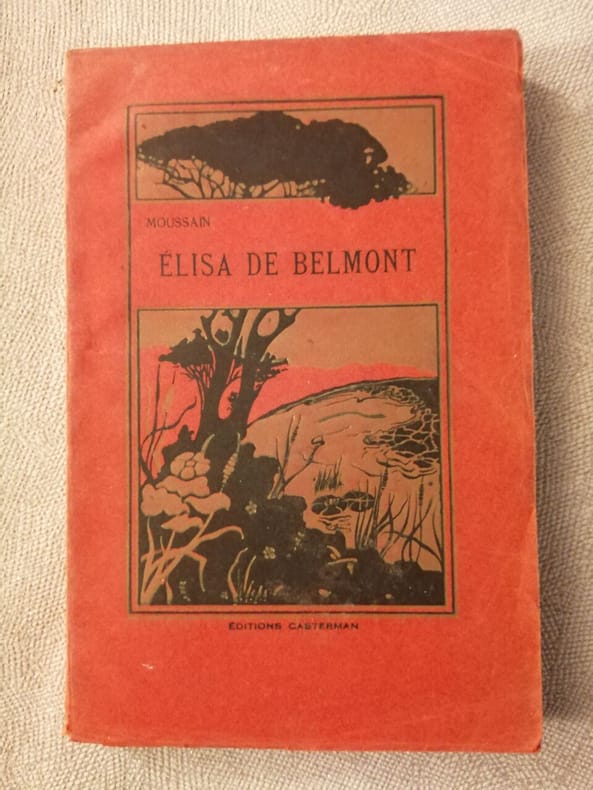 MOUSSAIN
ÉLISA DE BELMONT
ÉDITIONS CASTERMAN